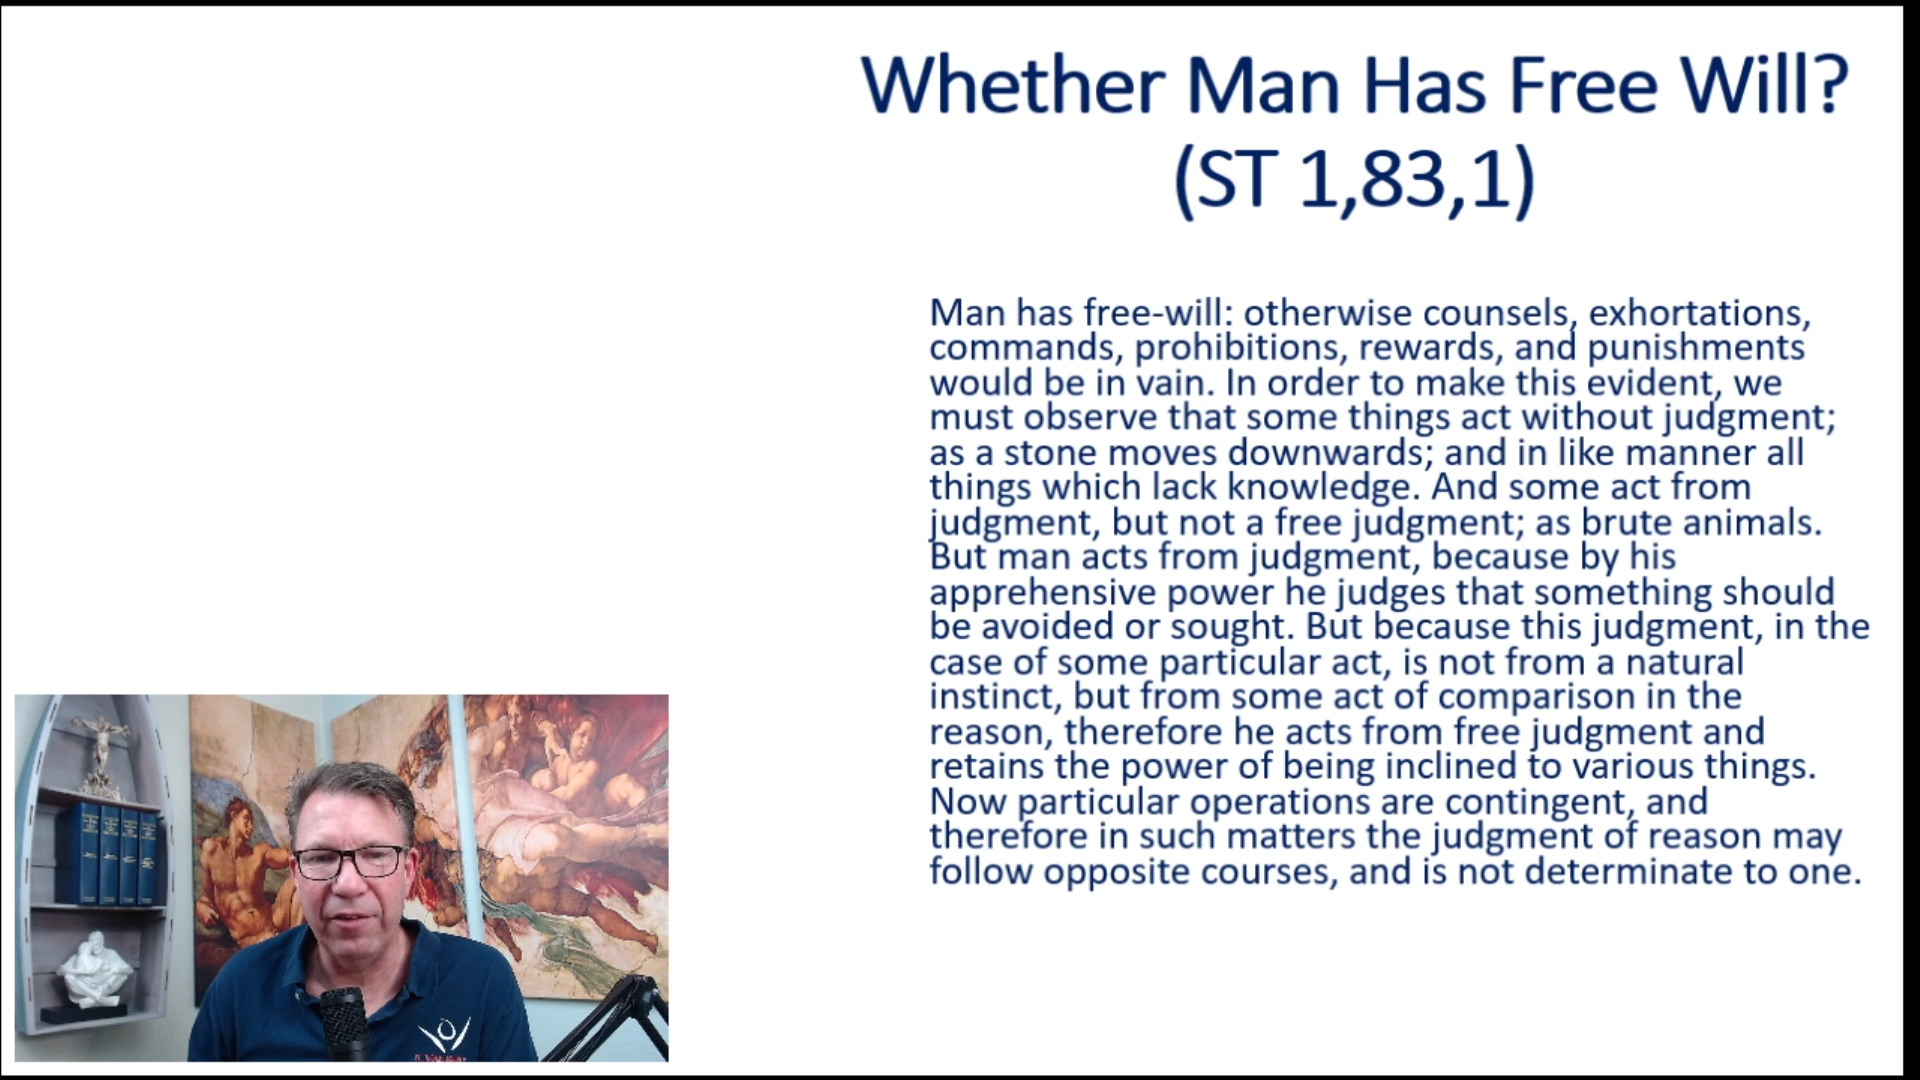 Whether Man Has Free Will?
(ST 1,83,1)
Man has free-will: otherwise counsels, exhortations,
commands, prohibitions, rewards, and punishments
would be in vain. In order to make this evident, we
must observe that some things act without judgment;
as a stone moves downwards; and in like manner all
things which lack knowledge. And some act from
judgment, but not a free judgment; as brute animals.
But man acts from judgment, because by his
apprehensive power he judges that something should
be avoided or sought. But because this judgment, in the
case of some particular act, is not from a natural
instinct, but from some act of comparison in the
reason, therefore he acts from free judgment and
retains the power of being inclined to various things.
Now particular operations are contingent, and
therefore in such matters the judgment of reason may
follow opposite courses, and is not determinate to one.